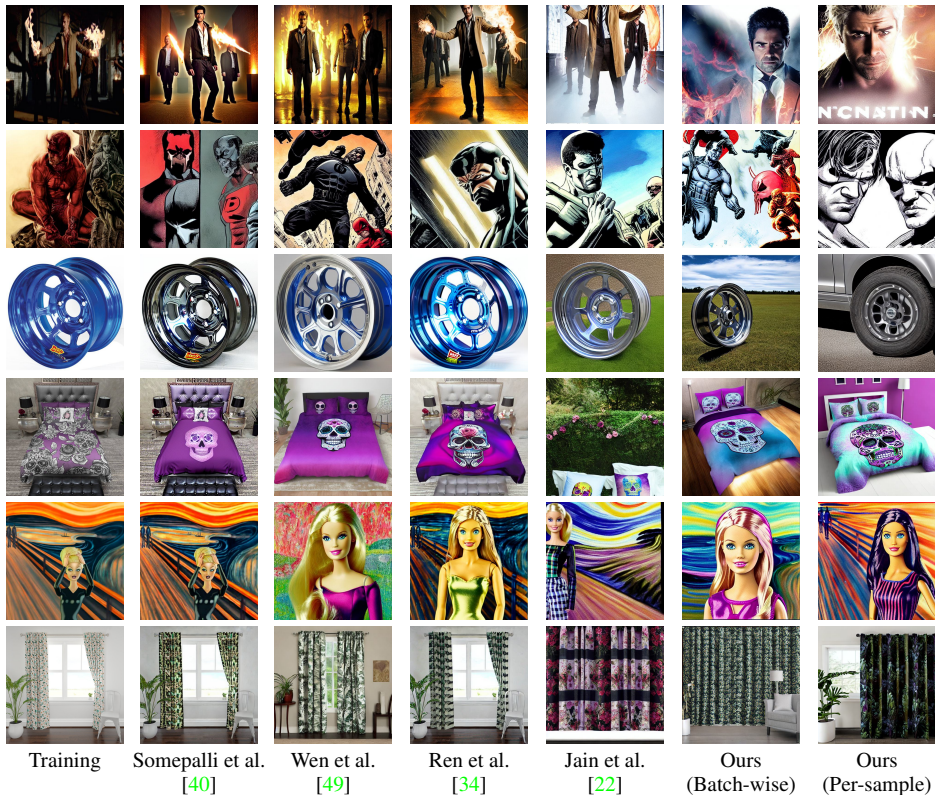 N'CNATI-N.
Training Somepalli et al. Wen et al. Ren et al. Jain et al. Ours Ours
[40] [49] [34] [22] (Batch-wise) (Per-sample)